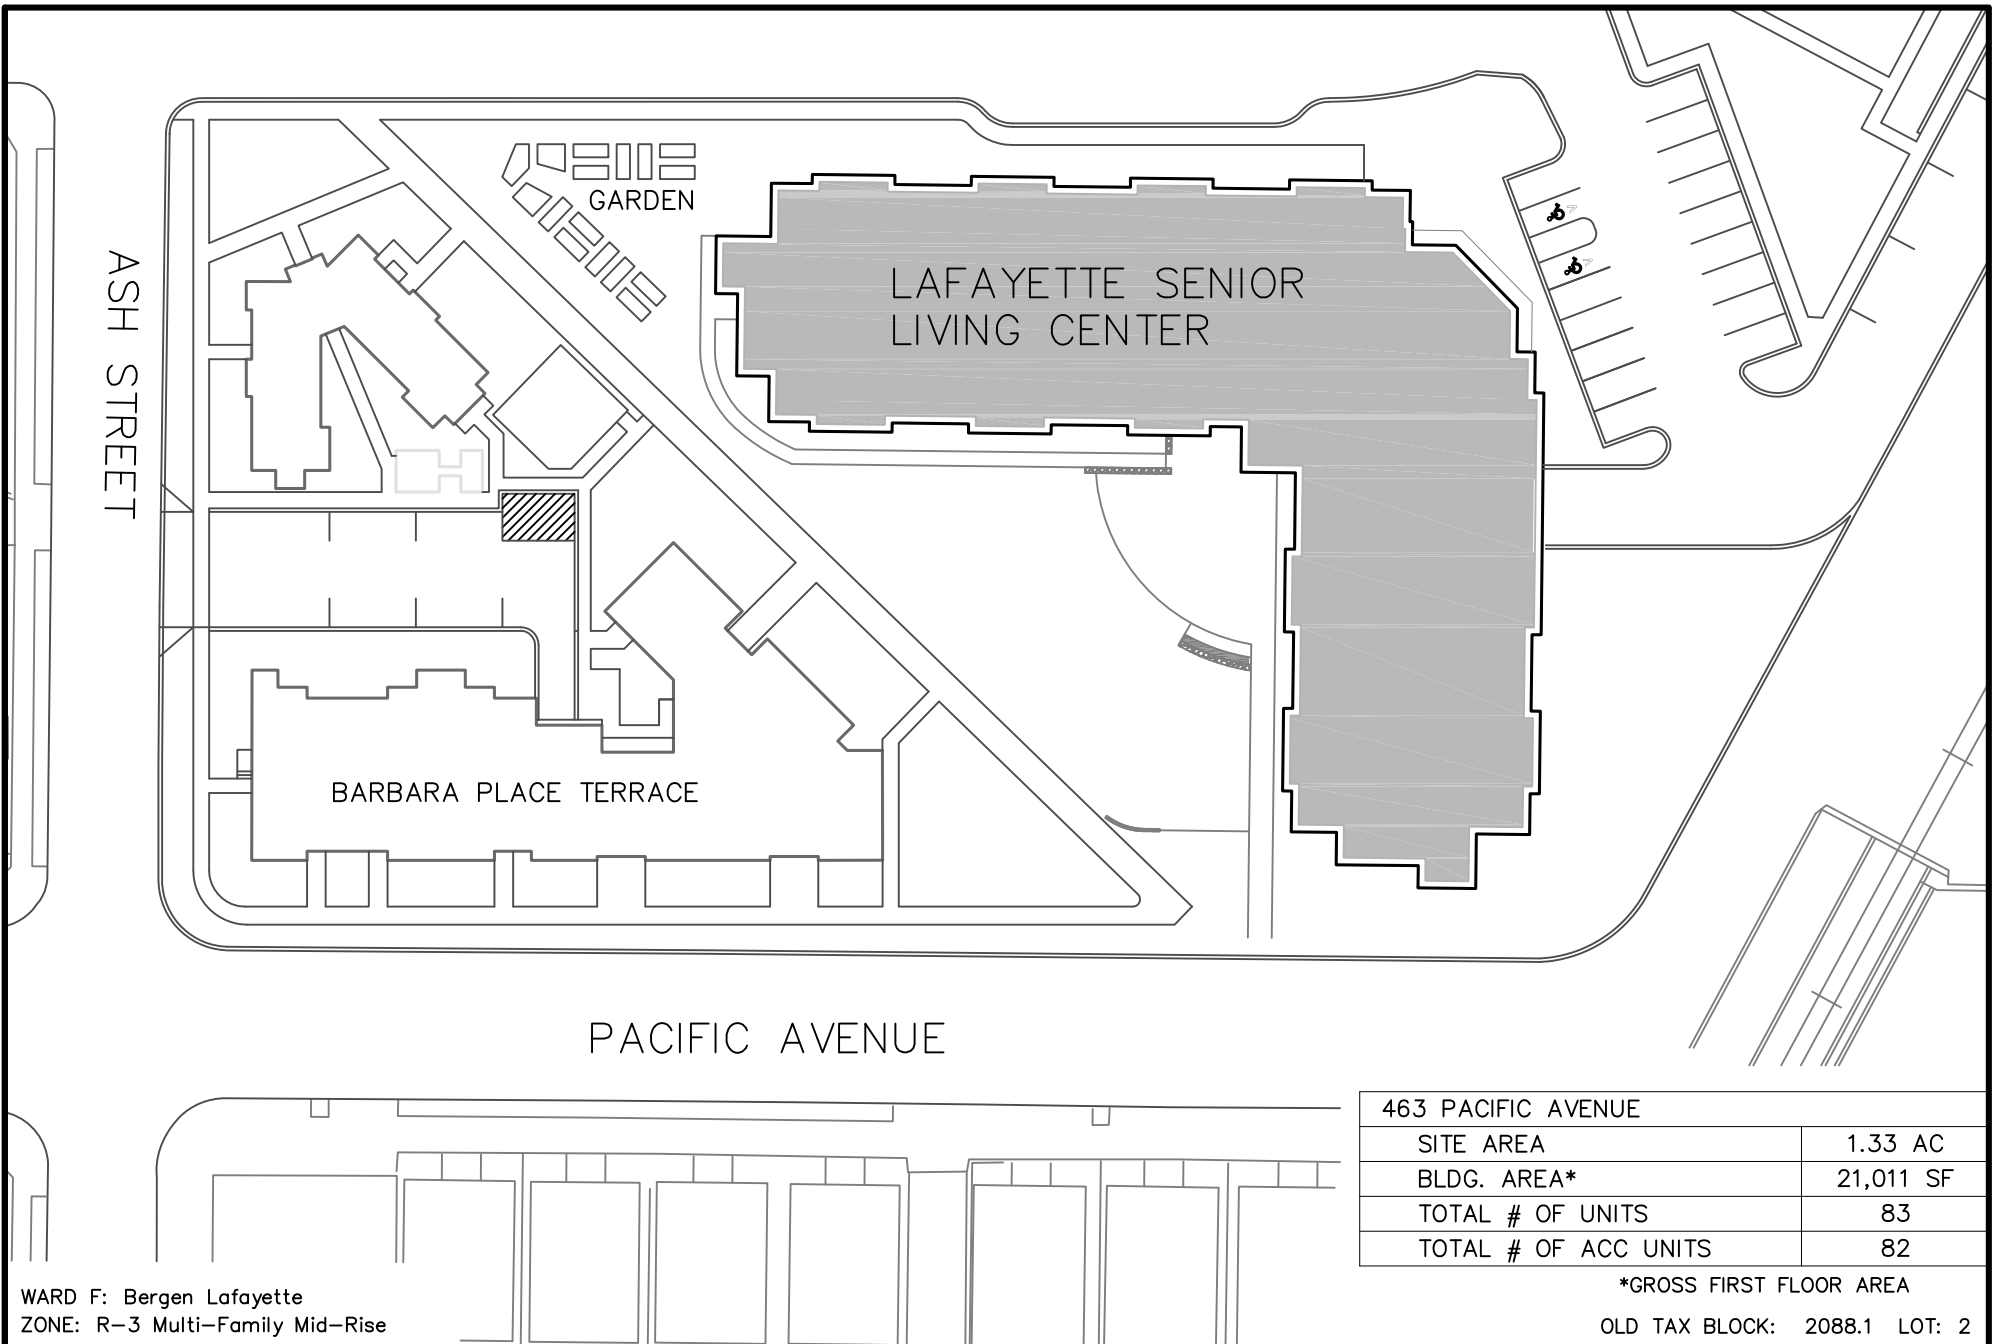 GARDEN
LAFAYETTE SENIOR
LIVING CENTER
ASH STREET
BARBARA PLACE TERRACE
PACIFIC AVENUE
463 PACIFIC AVENUE
SITE AREA 1.33 AC
BLDG. AREA* 21,011 SF
TOTAL # OF UNITS 83
TOTAL # OF ACC UNITS 82
*GROSS FIRST FLOOR AREA
WARD F: Bergen Lafayette
ZONE: R-3 Multi-Family Mid-Rise
OLD TAX BLOCK: 2088.1 LOT: 2